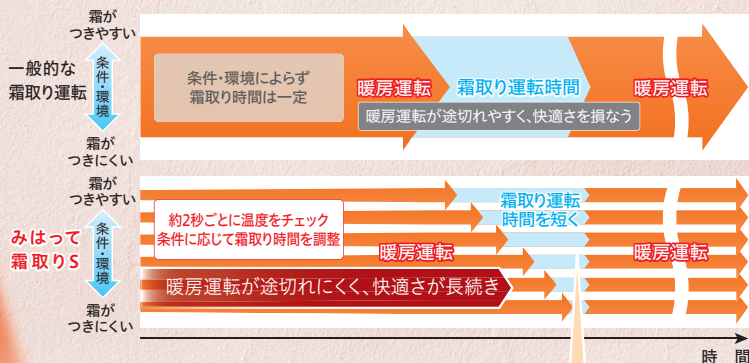 霜が
つきやすい
一般的な
霜取り運転
条件・環境
霜が
つきにくい
条件・環境によらず
霜取り時間は一定
暖房運転
霜取り運転時間
暖房運転
暖房運転が途切れやすく、快適さを損なう
霜が
つきやすい
みはって
霜取りS
条件・環境
霜が
つきにくい
約2秒ごとに温度をチェック
条件に応じて霜取り時間を調整
霜取り運転
時間を短く
暖房運転
暖房運転
暖房運転が途切れにくく、快適さが長続き
時 間